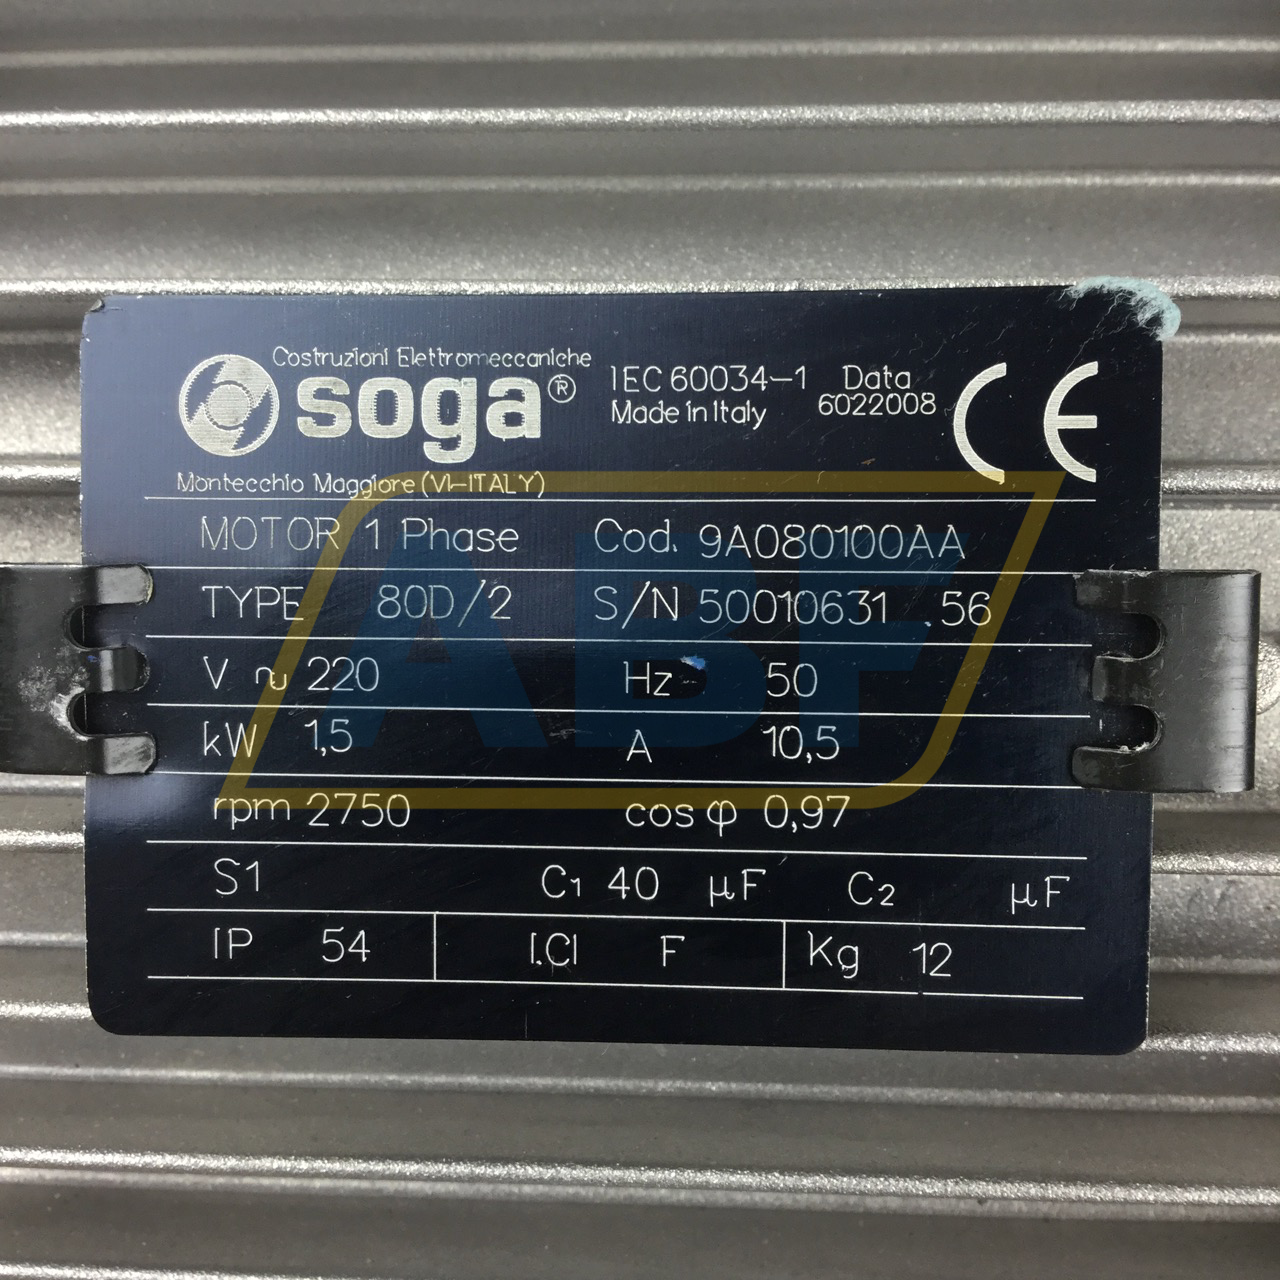 Costruzioni Elettromeccaniche
soga®
IEC 60034-1 Data
Made in Italy 6022008
CE
Montecchio Maggiore (VI-ITALY)
MOTOR 1 Phase Cod. 9A080100AA
TYPE 80D/2 S/N 50010631 .56
V ~ 220 Hz 50
kW 1,5 A 10,5
rpm 2750 cos φ 0,97
S1 C1 40 µF C2 µF
IP 54 I.Cl F Kg 12
ABF